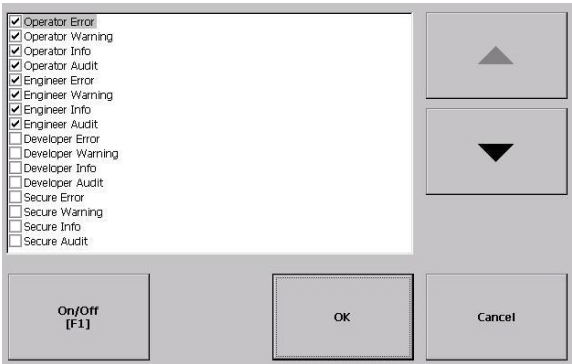 Operator Error
Operator Warning
Operator Info
Operator Audit
Engineer Error
Engineer Warning
Engineer Info
Engineer Audit
Developer Error
Developer Warning
Developer Info
Developer Audit
Secure Error
Secure Warning
Secure Info
Secure Audit
On/Off
[F1]
OK
Cancel